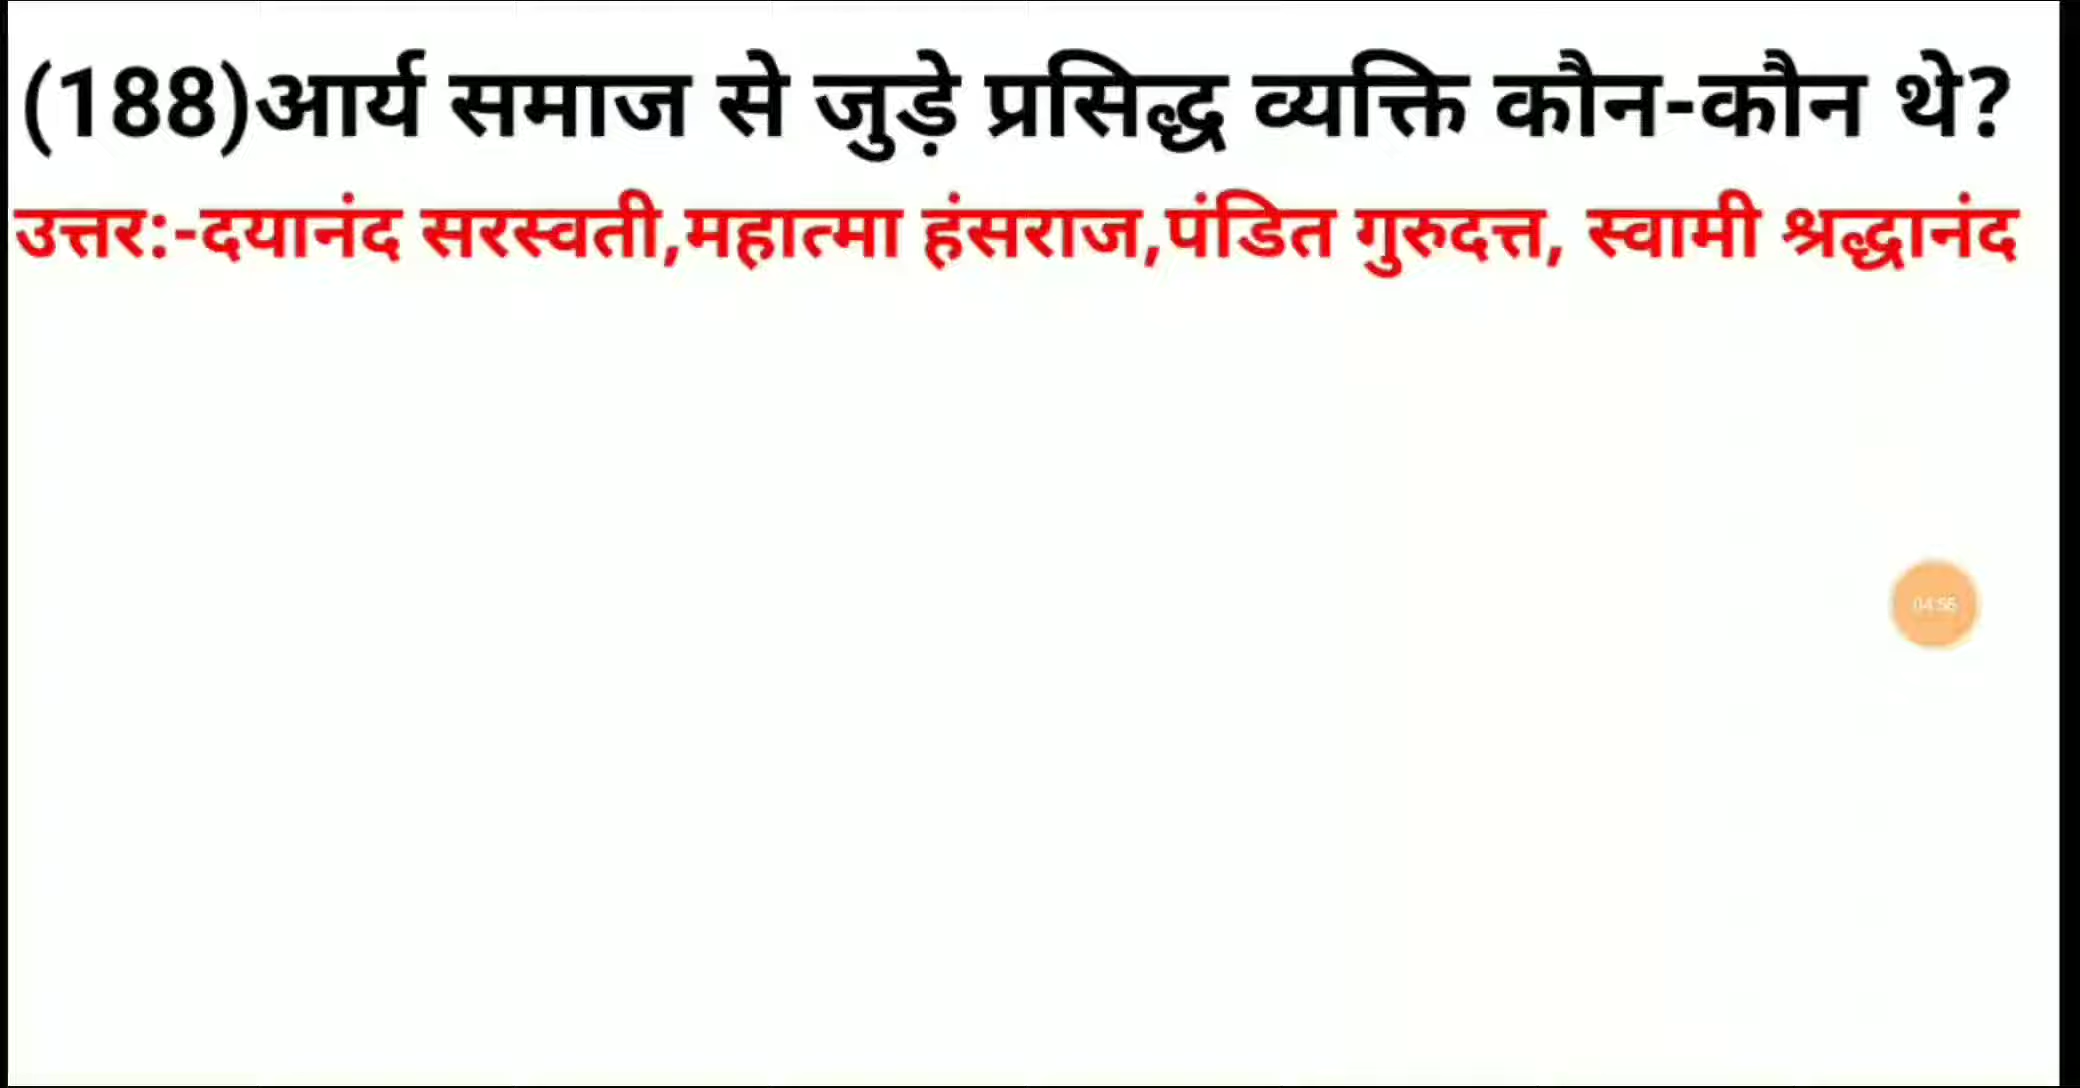 (188)आर्य समाज से जुड़े प्रसिद्ध व्यक्ति कौन-कौन थे?
उत्तर:-दयानंद सरस्वती,महात्मा हंसराज,पंडित गुरुदत्त, स्वामी श्रद्धानंद